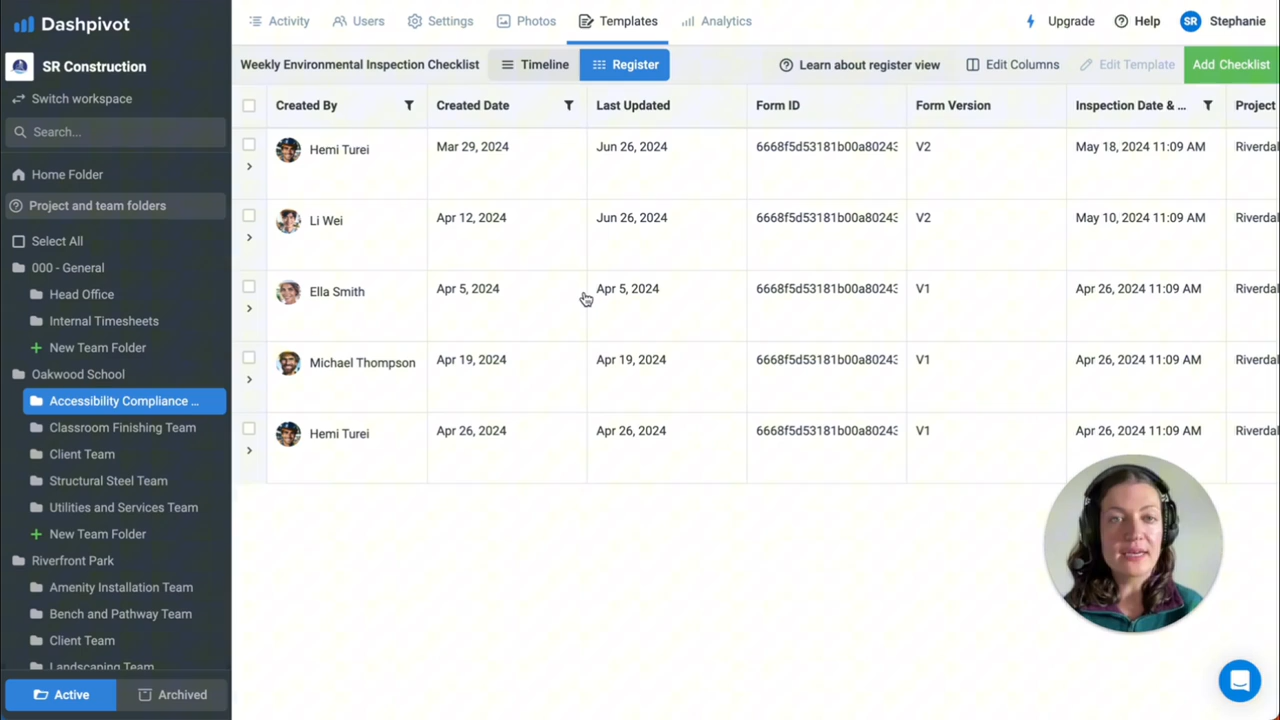 Dashpivot
SR Construction
Switch workspace
Search...
Home Folder
Project and team folders
Select All
000 - General
Head Office
Internal Timesheets
New Team Folder
Oakwood School
Accessibility Compliance ...
Classroom Finishing Team
Client Team
Structural Steel Team
Utilities and Services Team
New Team Folder
Riverfront Park
Amenity Installation Team
Bench and Pathway Team
Client Team
Landscaping Team
Active Archived
Activity Users Settings Photos Templates Analytics Upgrade Help SR Stephanie
Weekly Environmental Inspection Checklist Timeline Register Learn about register view Edit Columns Edit Template Add Checklist
Created By Created Date Last Updated Form ID Form Version Inspection Date & ... Project
Hemi Turei Mar 29, 2024 Jun 26, 2024 6668f5d53181b00a80243 V2 May 18, 2024 11:09 AM Riverda
Li Wei Apr 12, 2024 Jun 26, 2024 6668f5d53181b00a80243 V2 May 10, 2024 11:09 AM Riverda
Ella Smith Apr 5, 2024 Apr 5, 2024 6668f5d53181b00a80243 V1 Apr 26, 2024 11:09 AM Riverda
Michael Thompson Apr 19, 2024 Apr 19, 2024 6668f5d53181b00a80243 V1 Apr 26, 2024 11:09 AM Riverda
Hemi Turei Apr 26, 2024 Apr 26, 2024 6668f5d53181b00a80243 V1 Apr 26, 2024 11:09 AM Riverda